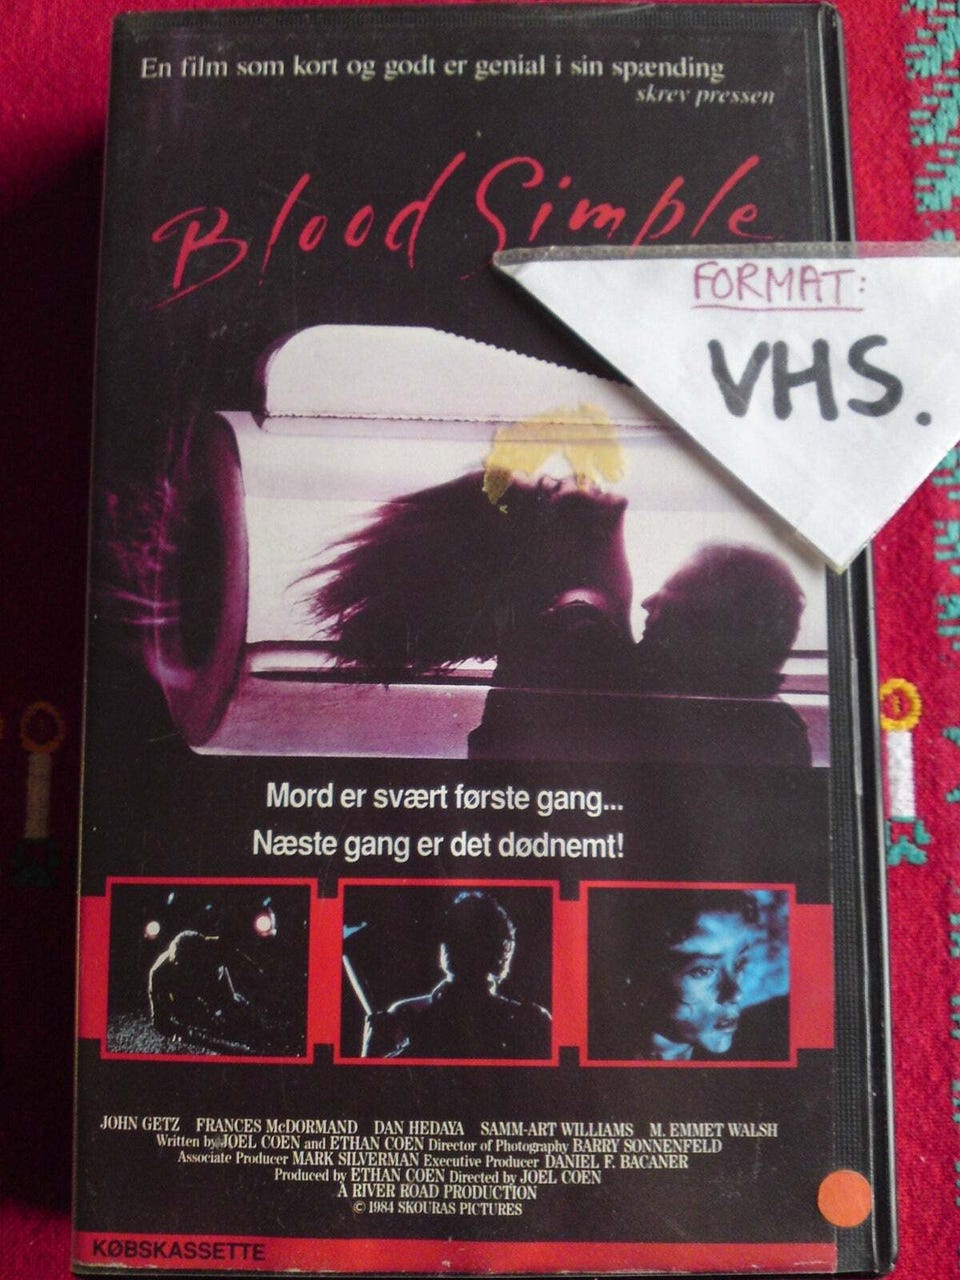 En film som kort og godt er genial i sin spænding
skrev pressen
Blood Simple
FORMAT:
VHS.
Mord er svært første gang...
Næste gang er det dødnemt!
JOHN GETZ FRANCES McDORMAND DAN HEDAYA SAMM-ART WILLIAMS M. EMMET WALSH
Written by JOEL COEN and ETHAN COEN Director of Photography BARRY SONNENFELD
Associate Producer MARK SILVERMAN Executive Producer DANIEL F. BACANER
Produced by ETHAN COEN Directed by JOEL COEN
A RIVER ROAD PRODUCTION
© 1984 SKOURAS PICTURES
KØBSKASSETTE